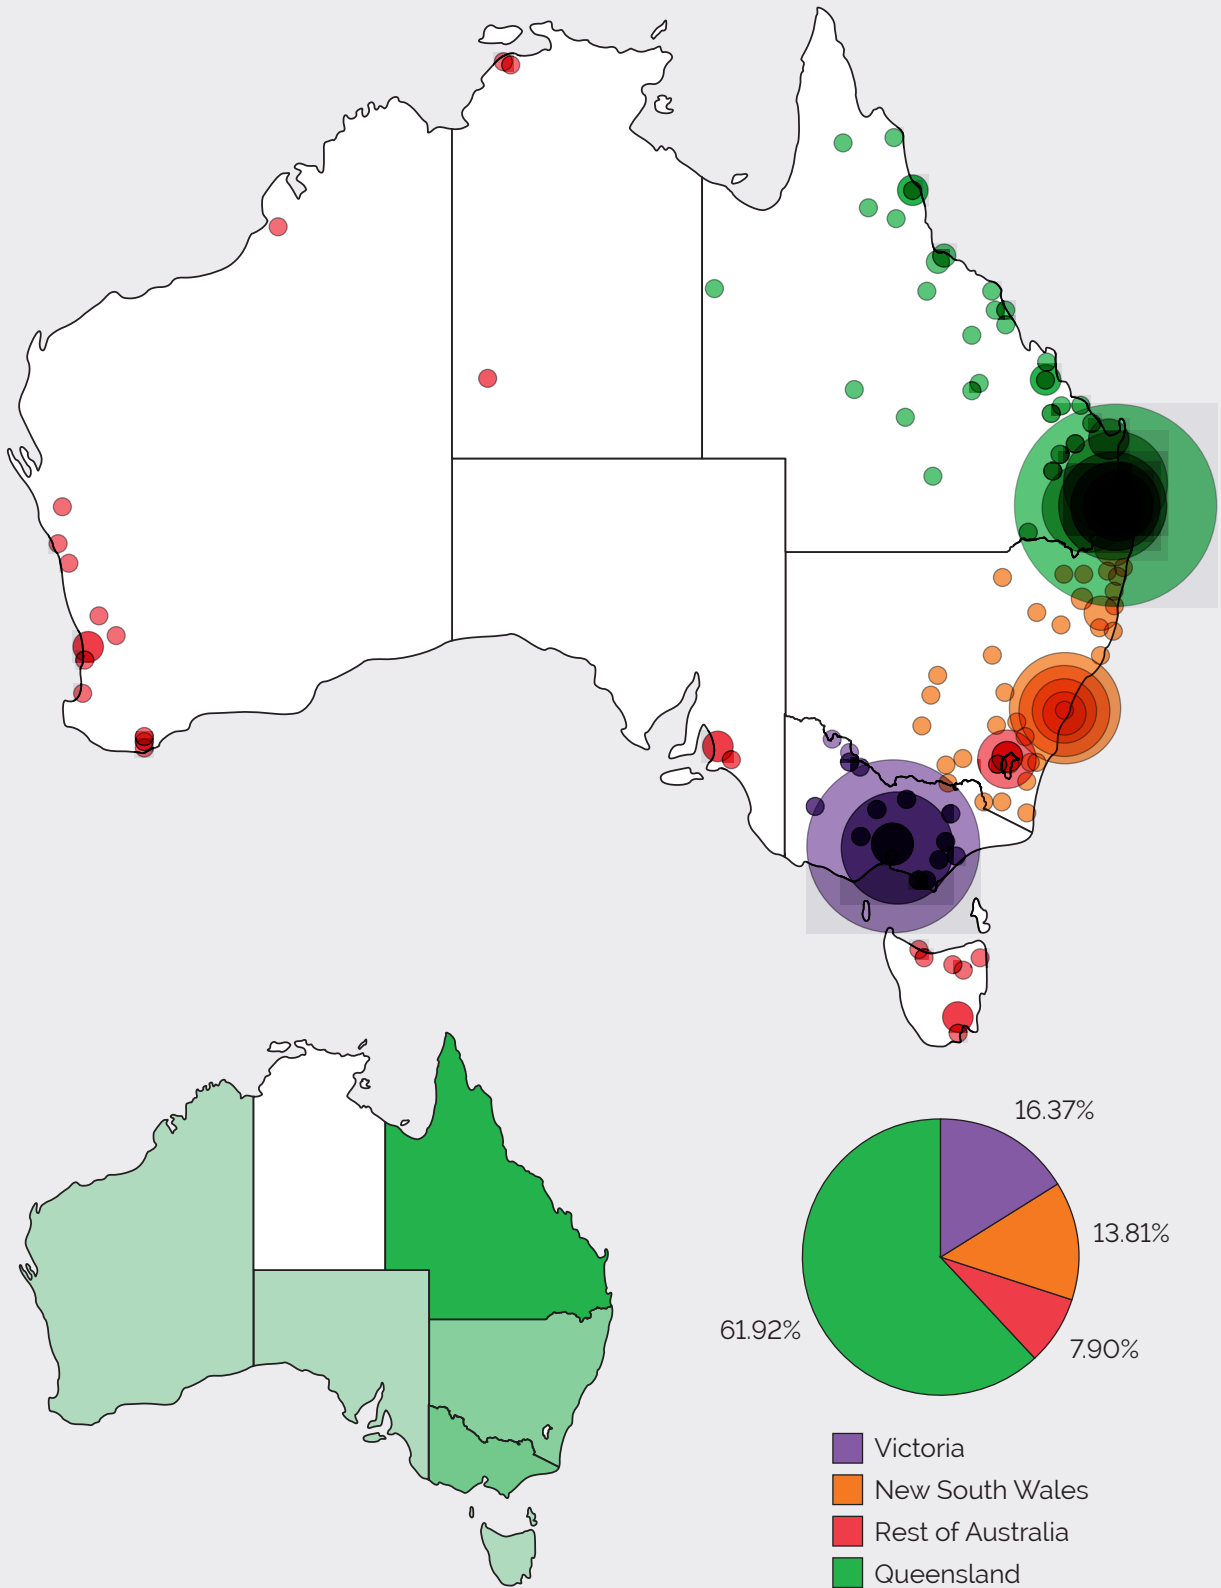 16.37%
13.81%
61.92%
7.90%
Victoria
New South Wales
Rest of Australia
Queensland